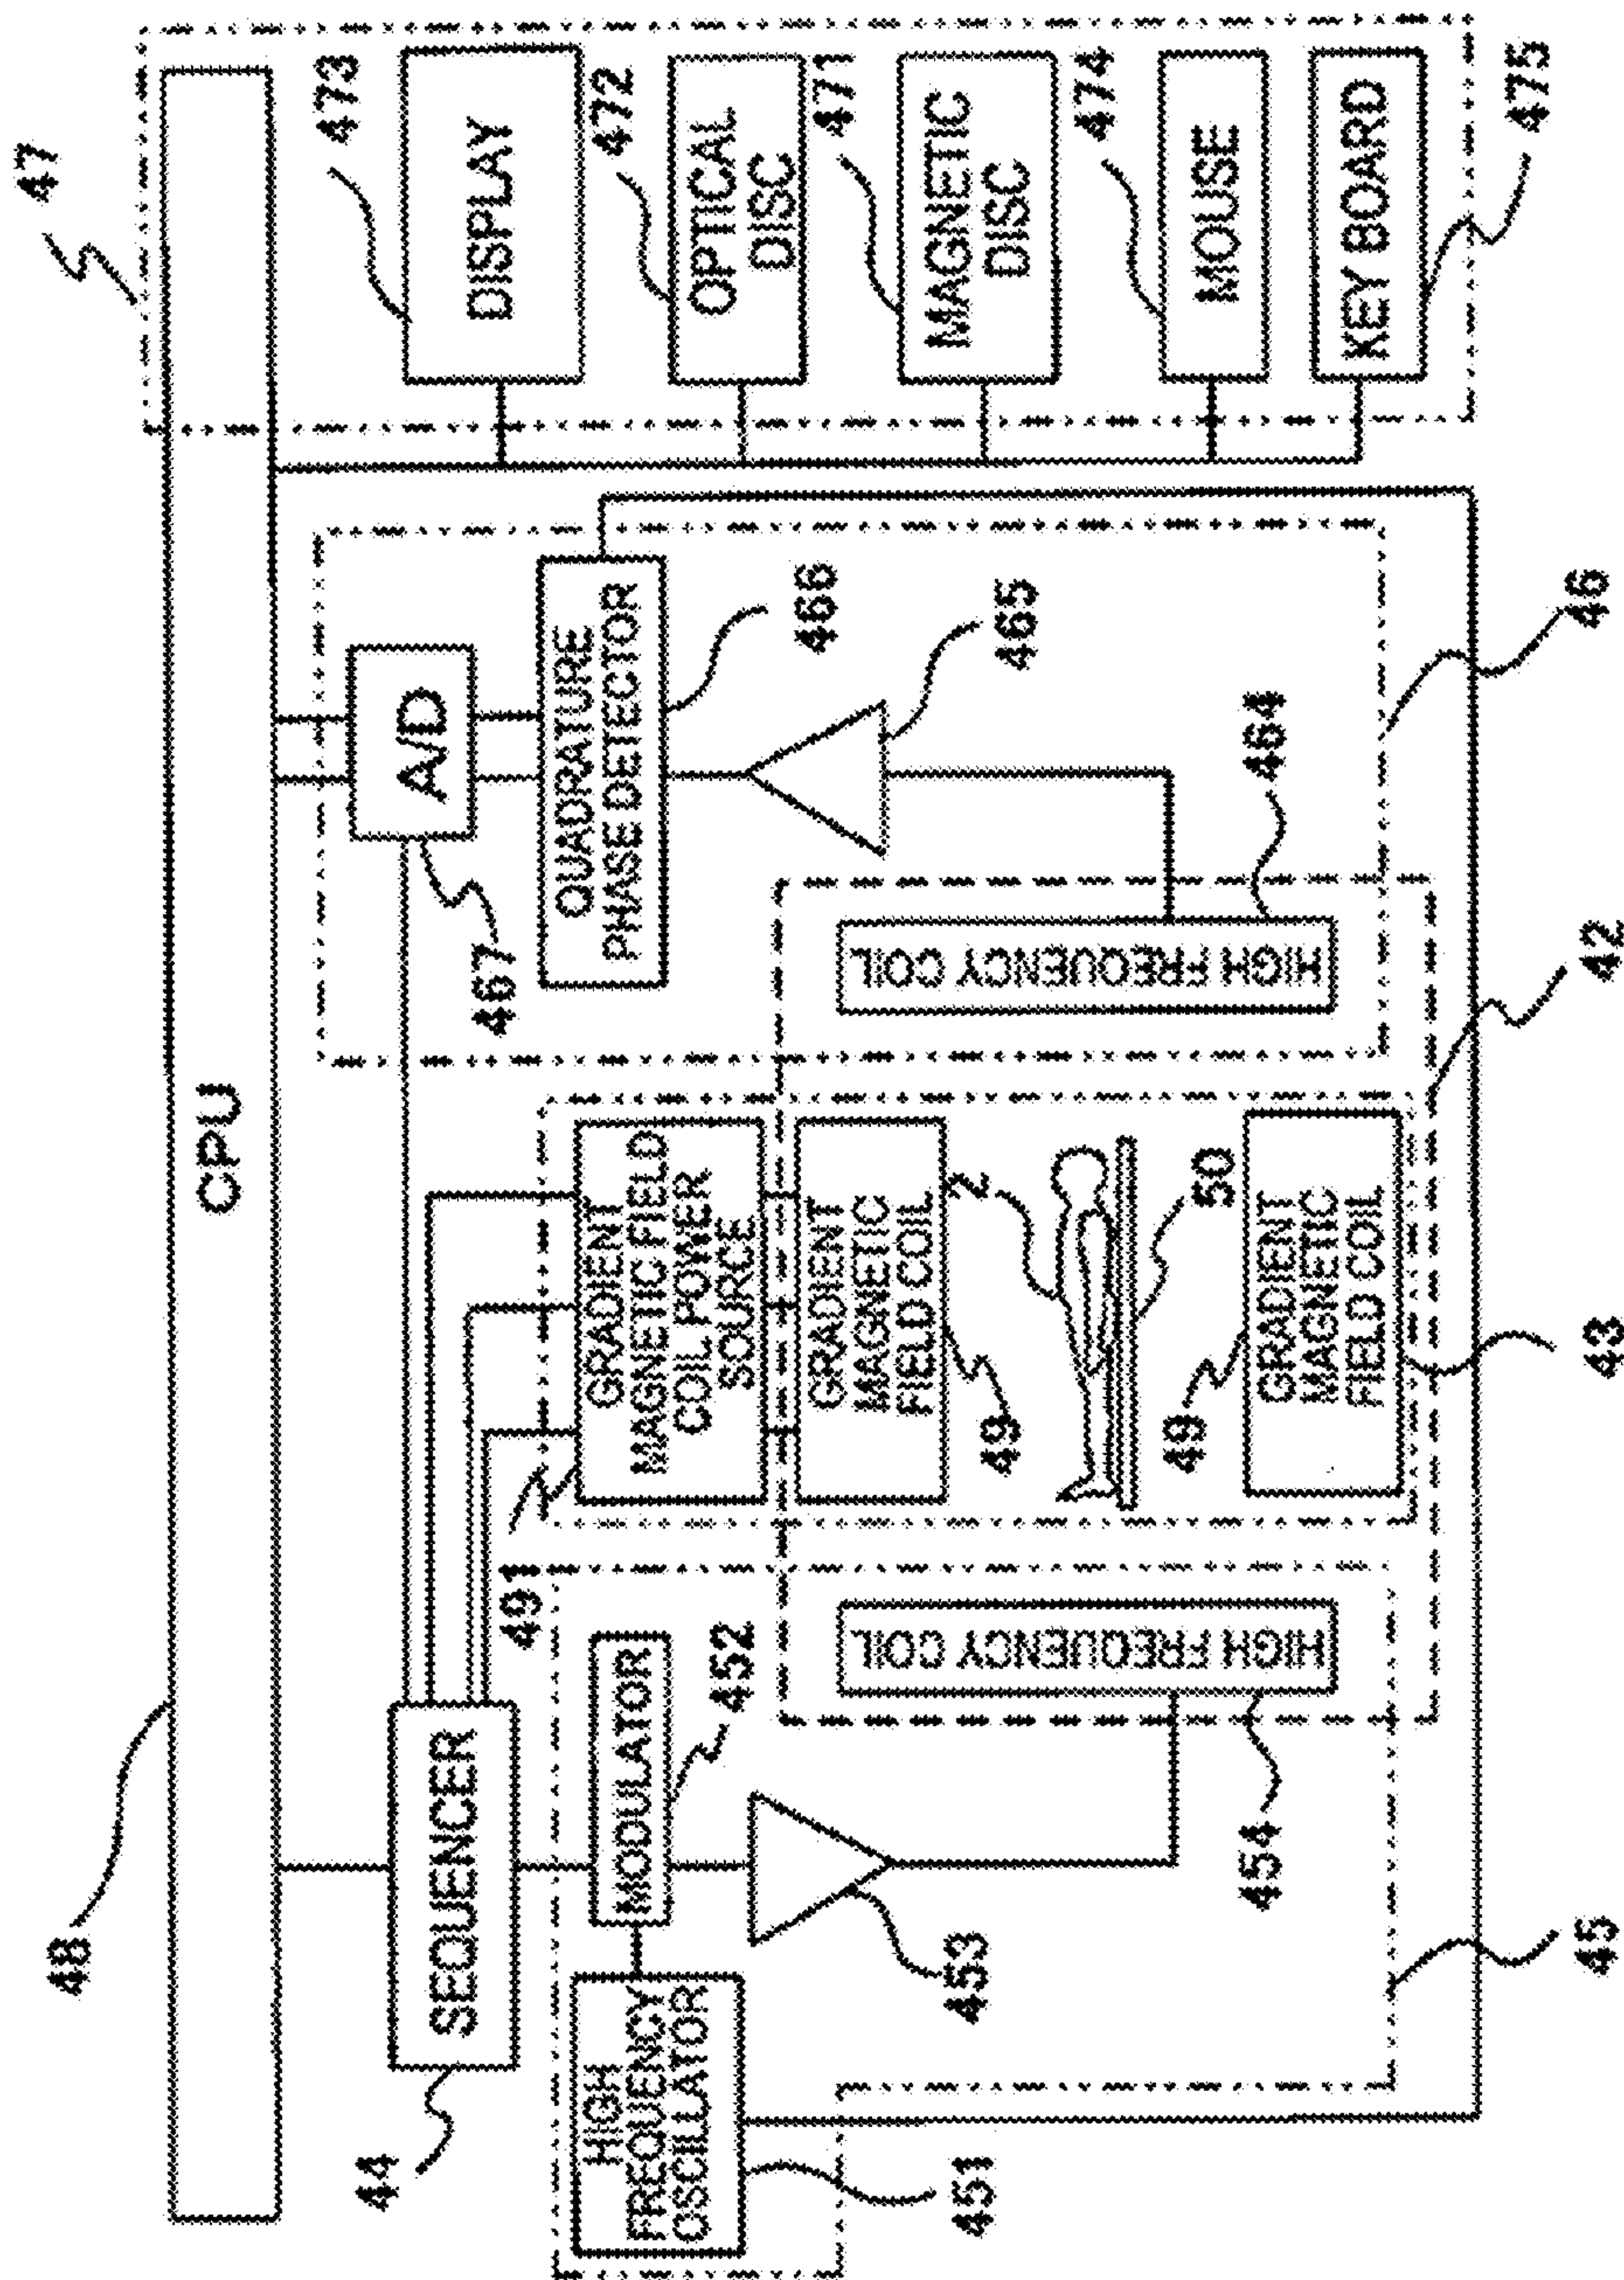 48
CPU
47
44
SEQUENCER
A/D
467
473
DISPLAY
472
OPTICAL
DISC
471
MAGNETIC
DISC
474
MOUSE
KEY BOARD
475
HIGH
FREQUENCY
OSCILLATOR
451
MODULATOR
452
453
454
HIGH FREQUENCY COIL
45
491
GRADIENT
MAGNETIC FIELD
COIL POWER
SOURCE
GRADIENT
MAGNETIC
FIELD COIL
49
2
50
49
GRADIENT
MAGNETIC
FIELD COIL
43
QUADRATURE
PHASE DETECTOR
466
465
464
HIGH FREQUENCY COIL
42
46